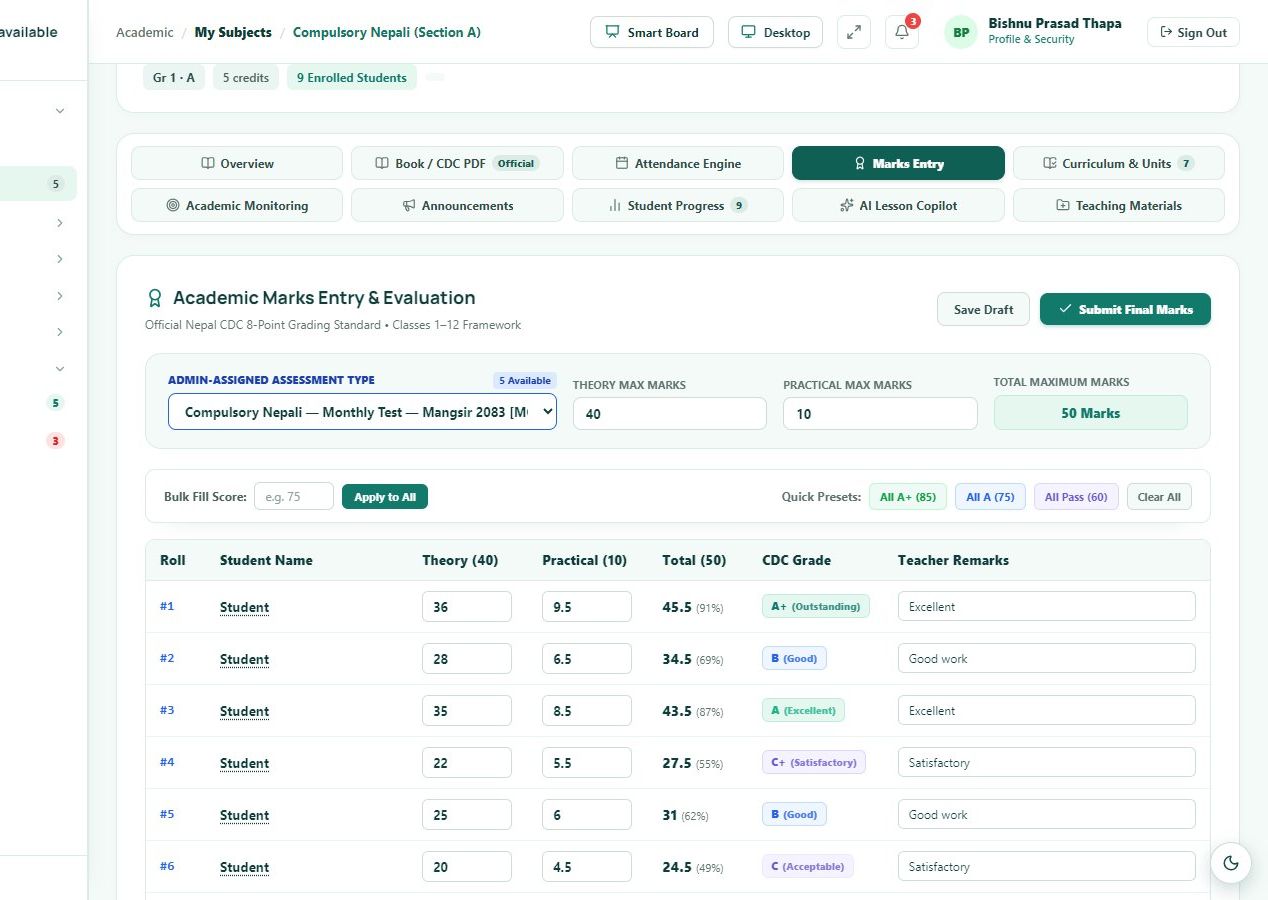 available
Academic / My Subjects / Compulsory Nepali (Section A)
Smart Board
Desktop
3
BP
Bishnu Prasad Thapa
Profile & Security
Sign Out
Gr 1 · A
5 credits
9 Enrolled Students
5
5
3
Overview
Book / CDC PDF Official
Attendance Engine
Marks Entry
Curriculum & Units 7
Academic Monitoring
Announcements
Student Progress 9
AI Lesson Copilot
Teaching Materials
Academic Marks Entry & Evaluation
Official Nepal CDC 8-Point Grading Standard • Classes 1–12 Framework
Save Draft
Submit Final Marks
ADMIN-ASSIGNED ASSESSMENT TYPE
5 Available
THEORY MAX MARKS
PRACTICAL MAX MARKS
TOTAL MAXIMUM MARKS
Compulsory Nepali — Monthly Test — Mangsir 2083 [M
40
10
50 Marks
Bulk Fill Score: e.g. 75 Apply to All
Quick Presets: All A+ (85) All A (75) All Pass (60) Clear All
Roll Student Name Theory (40) Practical (10) Total (50) CDC Grade Teacher Remarks
#1 Student 36 9.5 45.5 (91%) A+ (Outstanding) Excellent
#2 Student 28 6.5 34.5 (69%) B (Good) Good work
#3 Student 35 8.5 43.5 (87%) A (Excellent) Excellent
#4 Student 22 5.5 27.5 (55%) C+ (Satisfactory) Satisfactory
#5 Student 25 6 31 (62%) B (Good) Good work
#6 Student 20 4.5 24.5 (49%) C (Acceptable) Satisfactory